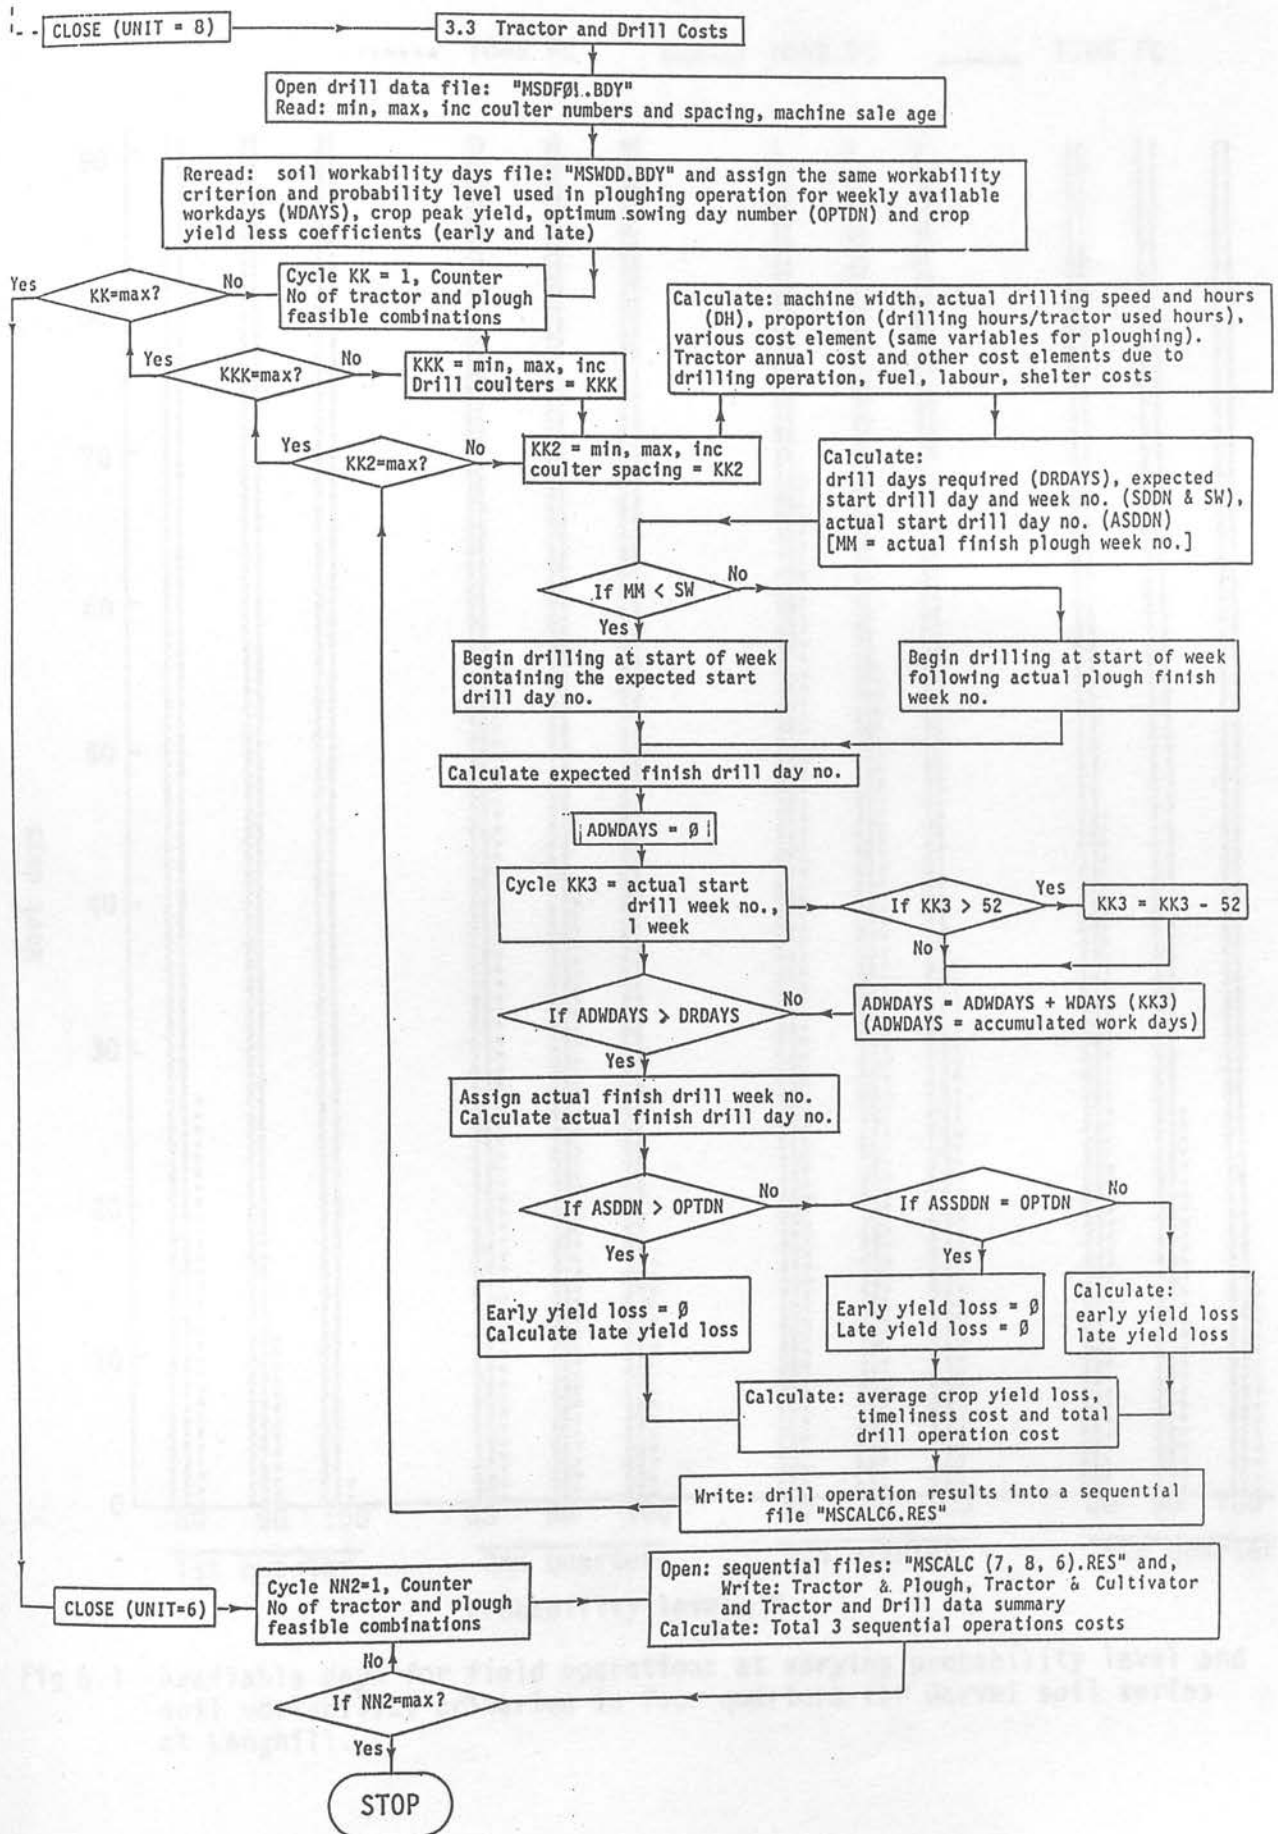 CLOSE (UNIT = 8)
3.3 Tractor and Drill Costs
Open drill data file: "MSDFØ1.BDY"
Read: min, max, inc coulter numbers and spacing, machine sale age
Reread: soil workability days file: "MSWDD.BDY" and assign the same workability
criterion and probability level used in ploughing operation for weekly available
workdays (WDAYS), crop peak yield, optimum sowing day number (OPTDN) and crop
yield less coefficients (early and late)
Yes
KK=max?
No
Cycle KK = 1, Counter
No of tractor and plough
feasible combinations
Calculate: machine width, actual drilling speed and hours
(DH), proportion (drilling hours/tractor used hours),
various cost element (same variables for ploughing).
Tractor annual cost and other cost elements due to
drilling operation, fuel, labour, shelter costs
Yes
KKK=max?
No
KKK = min, max, inc
Drill coulters = KKK
Yes
KK2=max?
No
KK2 = min, max, inc
coulter spacing = KK2
Calculate:
drill days required (DRDAYS), expected
start drill day and week no. (SDDN & SW),
actual start drill day no. (ASDDN)
[MM = actual finish plough week no.]
If MM < SW
No
Yes
Begin drilling at start of week
containing the expected start
drill day no.
Begin drilling at start of week
following actual plough finish
week no.
Calculate expected finish drill day no.
ADWDAYS = Ø
Cycle KK3 = actual start
drill week no.,
1 week
If KK3 > 52
Yes
KK3 = KK3 - 52
No
If ADWDAYS > DRDAYS
No
ADWDAYS = ADWDAYS + WDAYS (KK3)
(ADWDAYS = accumulated work days)
Yes
Assign actual finish drill week no.
Calculate actual finish drill day no.
If ASDDN > OPTDN
No
If ASSDDN = OPTDN
No
Yes
Yes
Early yield loss = Ø
Calculate late yield loss
Early yield loss = Ø
Late yield loss = Ø
Calculate:
early yield loss
late yield loss
Calculate: average crop yield loss,
timeliness cost and total
drill operation cost
Write: drill operation results into a sequential
file "MSCALC6.RES"
CLOSE (UNIT=6)
Cycle NN2=1, Counter
No of tractor and plough
feasible combinations
Open: sequential files: "MSCALC (7, 8, 6).RES" and,
Write: Tractor & Plough, Tractor & Cultivator
and Tractor and Drill data summary
Calculate: Total 3 sequential operations costs
No
If NN2=max?
Yes
STOP